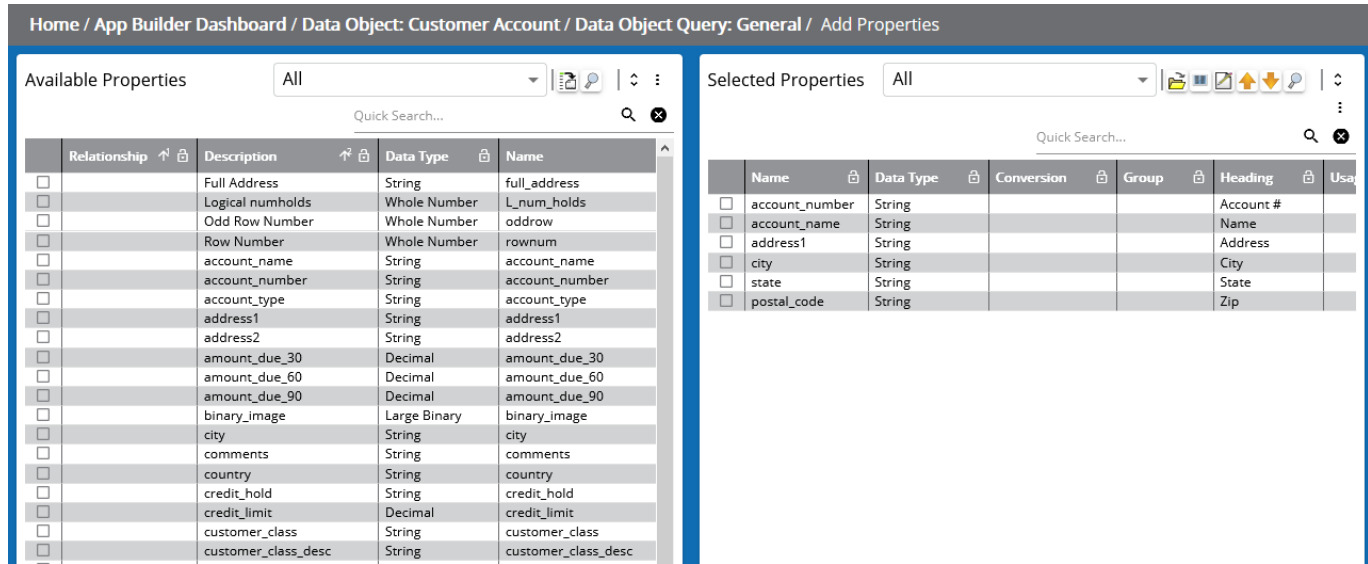 Home / App Builder Dashboard / Data Object: Customer Account / Data Object Query: General / Add Properties
Available Properties All
Quick Search...
Relationship Description Data Type Name
Full Address String full_address
Logical numholds Whole Number L_num_holds
Odd Row Number Whole Number oddrow
Row Number Whole Number rownum
account_name String account_name
account_number String account_number
account_type String account_type
address1 String address1
address2 String address2
amount_due_30 Decimal amount_due_30
amount_due_60 Decimal amount_due_60
amount_due_90 Decimal amount_due_90
binary_image Large Binary binary_image
city String city
comments String comments
country String country
credit_hold String credit_hold
credit_limit Decimal credit_limit
customer_class String customer_class
customer_class_desc String customer_class_desc
Selected Properties All
Quick Search...
Name Data Type Conversion Group Heading Usag
account_number String Account #
account_name String Name
address1 String Address
city String City
state String State
postal_code String Zip